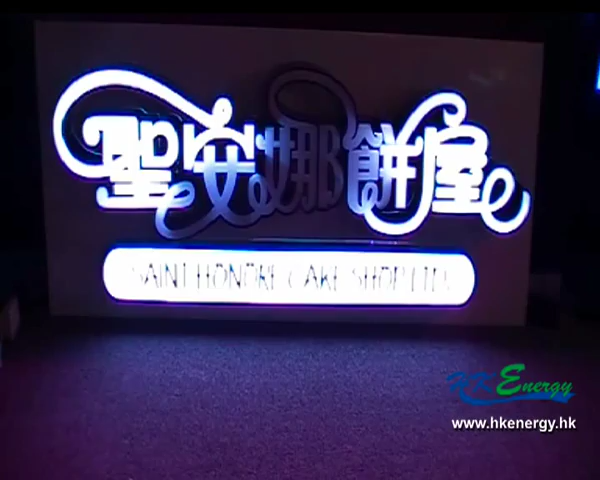 聖安娜餅屋
SAINT HONORE CAKE SHOP LTD.
HK Energy
www.hkenergy.hk